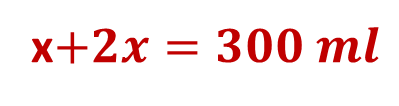 x+2x = 300 ml